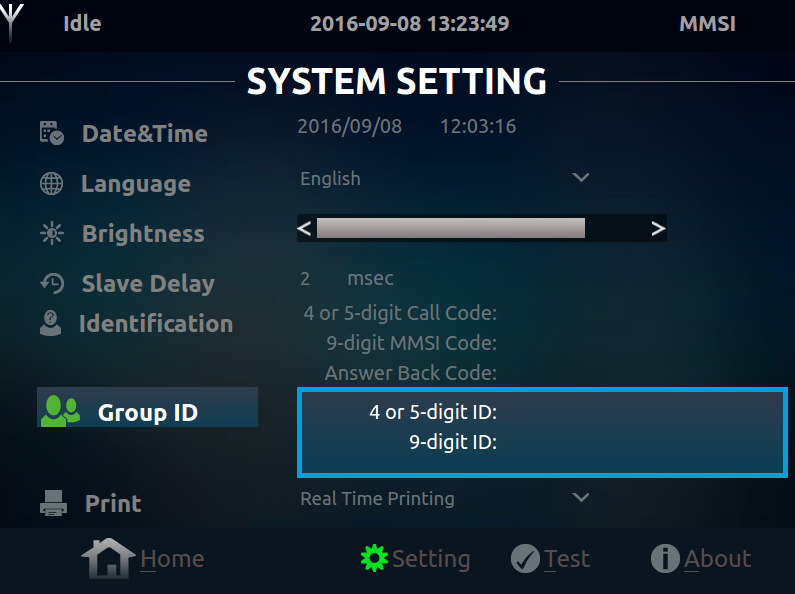 Idle 2016-09-08 13:23:49 MMSI
SYSTEM SETTING
Date&Time 2016/09/08 12:03:16
Language English
Brightness < >
Slave Delay 2 msec
4 or 5-digit Call Code:
Identification
9-digit MMSI Code:
Answer Back Code:
Group ID 4 or 5-digit ID:
9-digit ID:
Print Real Time Printing
Home Setting Test About